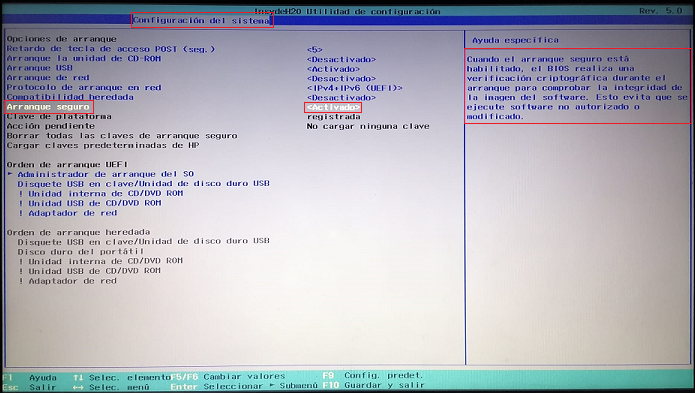 InsydeH20 Utilidad de configuración Rev. 5.0
Configuración del sistema
Opciones de arranque
Retardo de tecla de acceso POST (seg.) <5>
Arranque la unidad de CD-ROM <Desactivado>
Arranque USB <Activado>
Arranque de red <Desactivado>
Protocolo de arranque en red <IPv4+IPv6 (UEFI)>
Compatibilidad heredada <Desactivado>
Arranque seguro <Activado>
Clave de plataforma registrada
Acción pendiente No cargar ninguna clave
Borrar todas las claves de arranque seguro
Cargar claves predeterminadas de HP
Orden de arranque UEFI
► Administrador de arranque del SO
Disquete USB en clave/Unidad de disco duro USB
! Unidad interna de CD/DVD ROM
! Unidad USB de CD/DVD ROM
! Adaptador de red
Orden de arranque heredada
Disquete USB en clave/Unidad de disco duro USB
Disco duro del portátil
! Unidad interna de CD/DVD ROM
! Unidad USB de CD/DVD ROM
! Adaptador de red
Ayuda específica
Cuando el arranque seguro está
habilitado, el BIOS realiza una
verificación criptográfica durante el
arranque para comprobar la integridad de
la imagen del software. Esto evita que se
ejecute software no autorizado o
modificado.
F1 Ayuda ↑↓ Selec. elemento F5/F6 Cambiar valores F9 Config. predet.
Esc Salir ↔ Selec. menú Enter Seleccionar ► Submenú F10 Guardar y salir